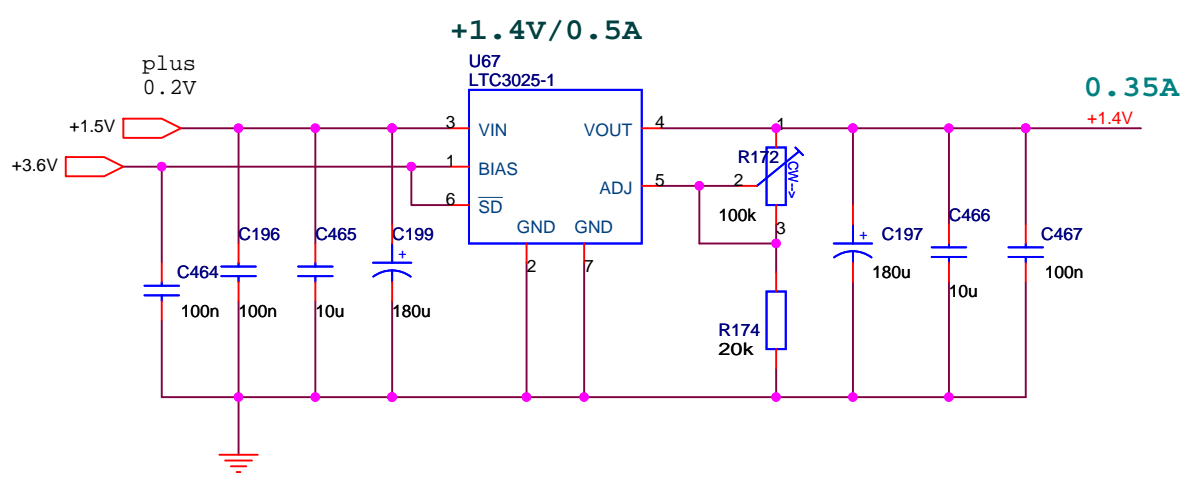 +1.4V/0.5A
U67
LTC3025-1
plus
0.2V
0.35A
+1.4V
+1.5V
3
VIN
VOUT
4
1
+3.6V
1
BIAS
R172
CW-->
ADJ
5
2
6
SD
100k
3
GND
GND
2
7
C464
100n
C196
100n
C465
10u
C199
+
180u
R174
20k
+
C197
180u
C466
10u
C467
100n